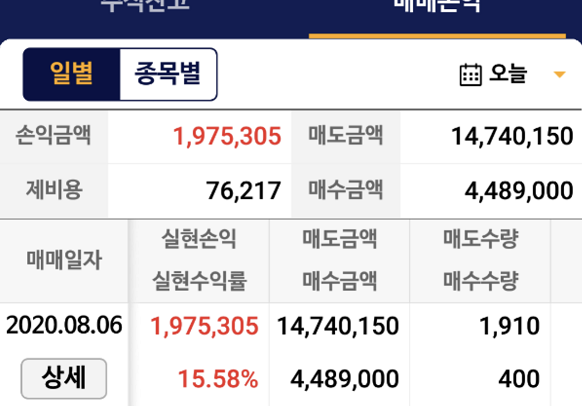 주식잔고 매매손익
일별 종목별 오늘
손익금액 1,975,305 매도금액 14,740,150
제비용 76,217 매수금액 4,489,000
실현손익 매도금액 매도수량
매매일자
실현수익률 매수금액 매수수량
2020.08.06 1,975,305 14,740,150 1,910
상세 15.58% 4,489,000 400